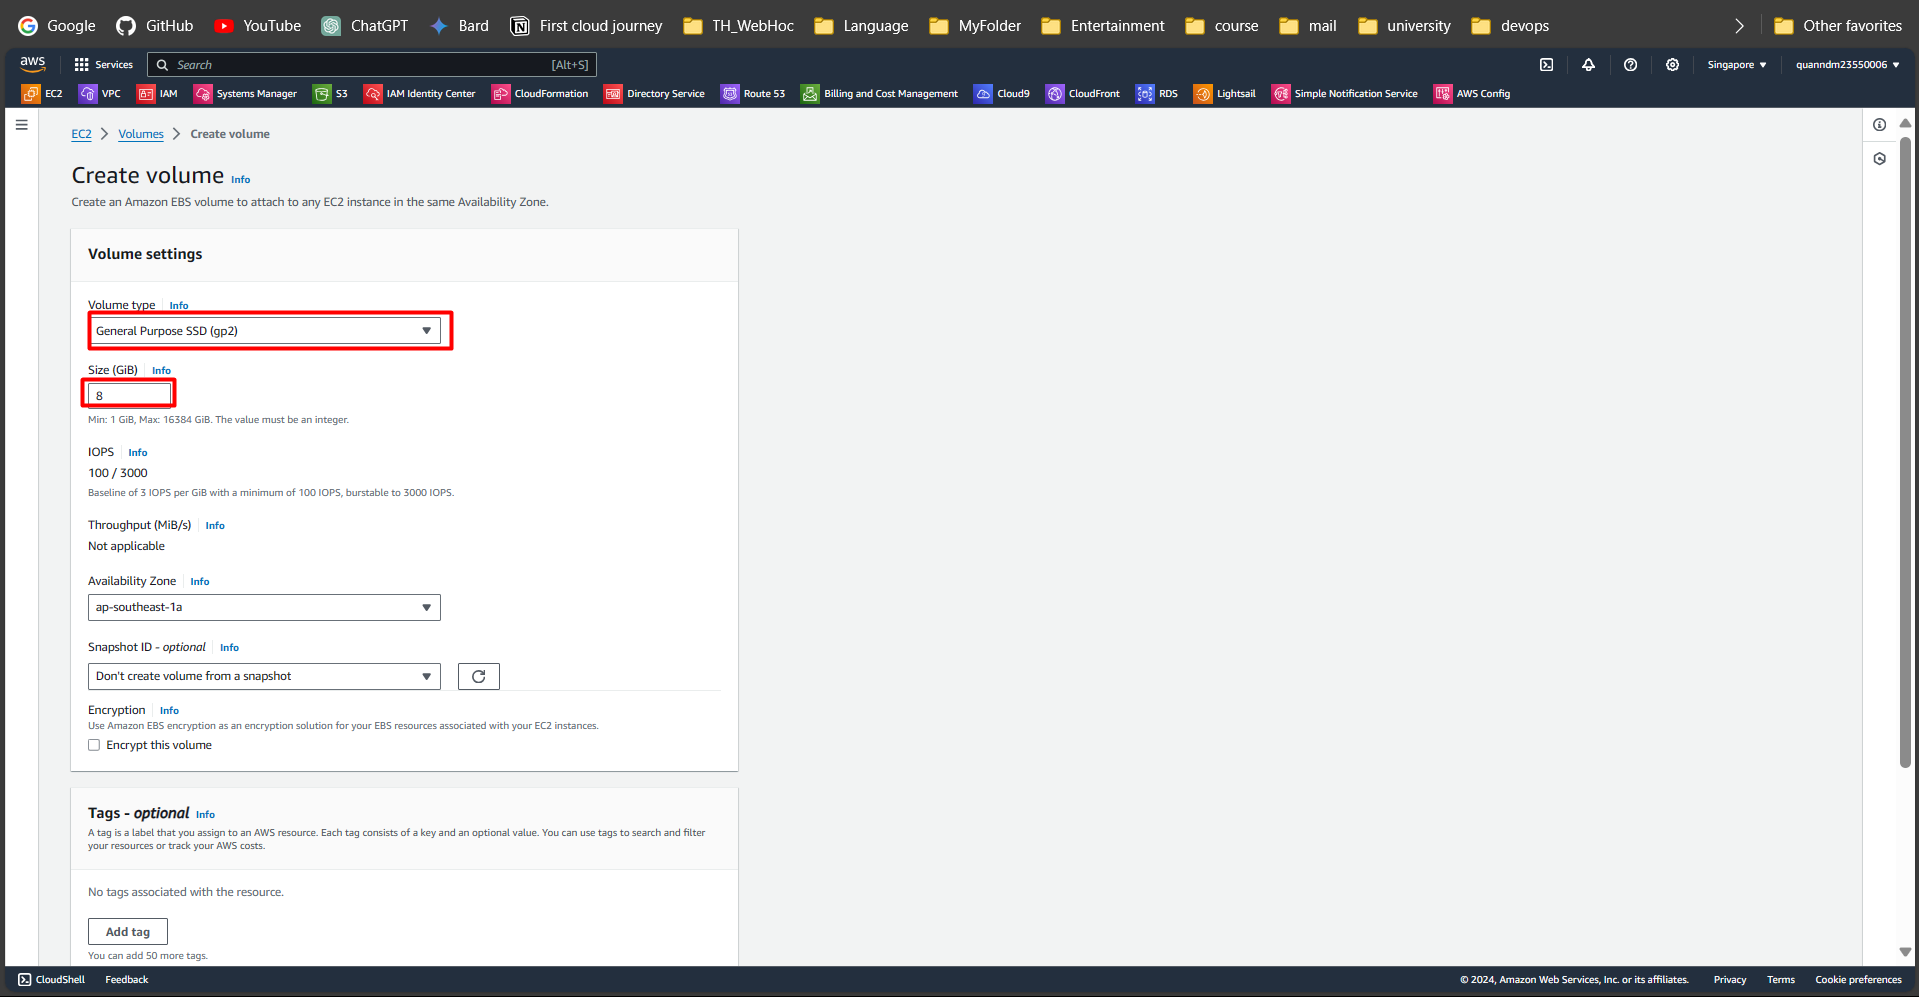 Google GitHub YouTube ChatGPT Bard First cloud journey TH_WebHoc Language MyFolder Entertainment course mail university devops Other favorites
aws Services Search [Alt+S] Singapore quanndm23550006
EC2 VPC IAM Systems Manager S3 IAM Identity Center CloudFormation Directory Service Route 53 Billing and Cost Management Cloud9 CloudFront RDS Lightsail Simple Notification Service AWS Config
EC2 Volumes Create volume
Create volume Info
Create an Amazon EBS volume to attach to any EC2 instance in the same Availability Zone.
Volume settings
Volume type Info
General Purpose SSD (gp2)
Size (GiB) Info
8
Min: 1 GiB, Max: 16384 GiB. The value must be an integer.
IOPS Info
100 / 3000
Baseline of 3 IOPS per GiB with a minimum of 100 IOPS, burstable to 3000 IOPS.
Throughput (MiB/s) Info
Not applicable
Availability Zone Info
ap-southeast-1a
Snapshot ID - optional Info
Don't create volume from a snapshot
Encryption Info
Use Amazon EBS encryption as an encryption solution for your EBS resources associated with your EC2 instances.
Encrypt this volume
Tags - optional Info
A tag is a label that you assign to an AWS resource. Each tag consists of a key and an optional value. You can use tags to search and filter
your resources or track your AWS costs.
No tags associated with the resource.
Add tag
You can add 50 more tags.
CloudShell Feedback © 2024, Amazon Web Services, Inc. or its affiliates. Privacy Terms Cookie preferences